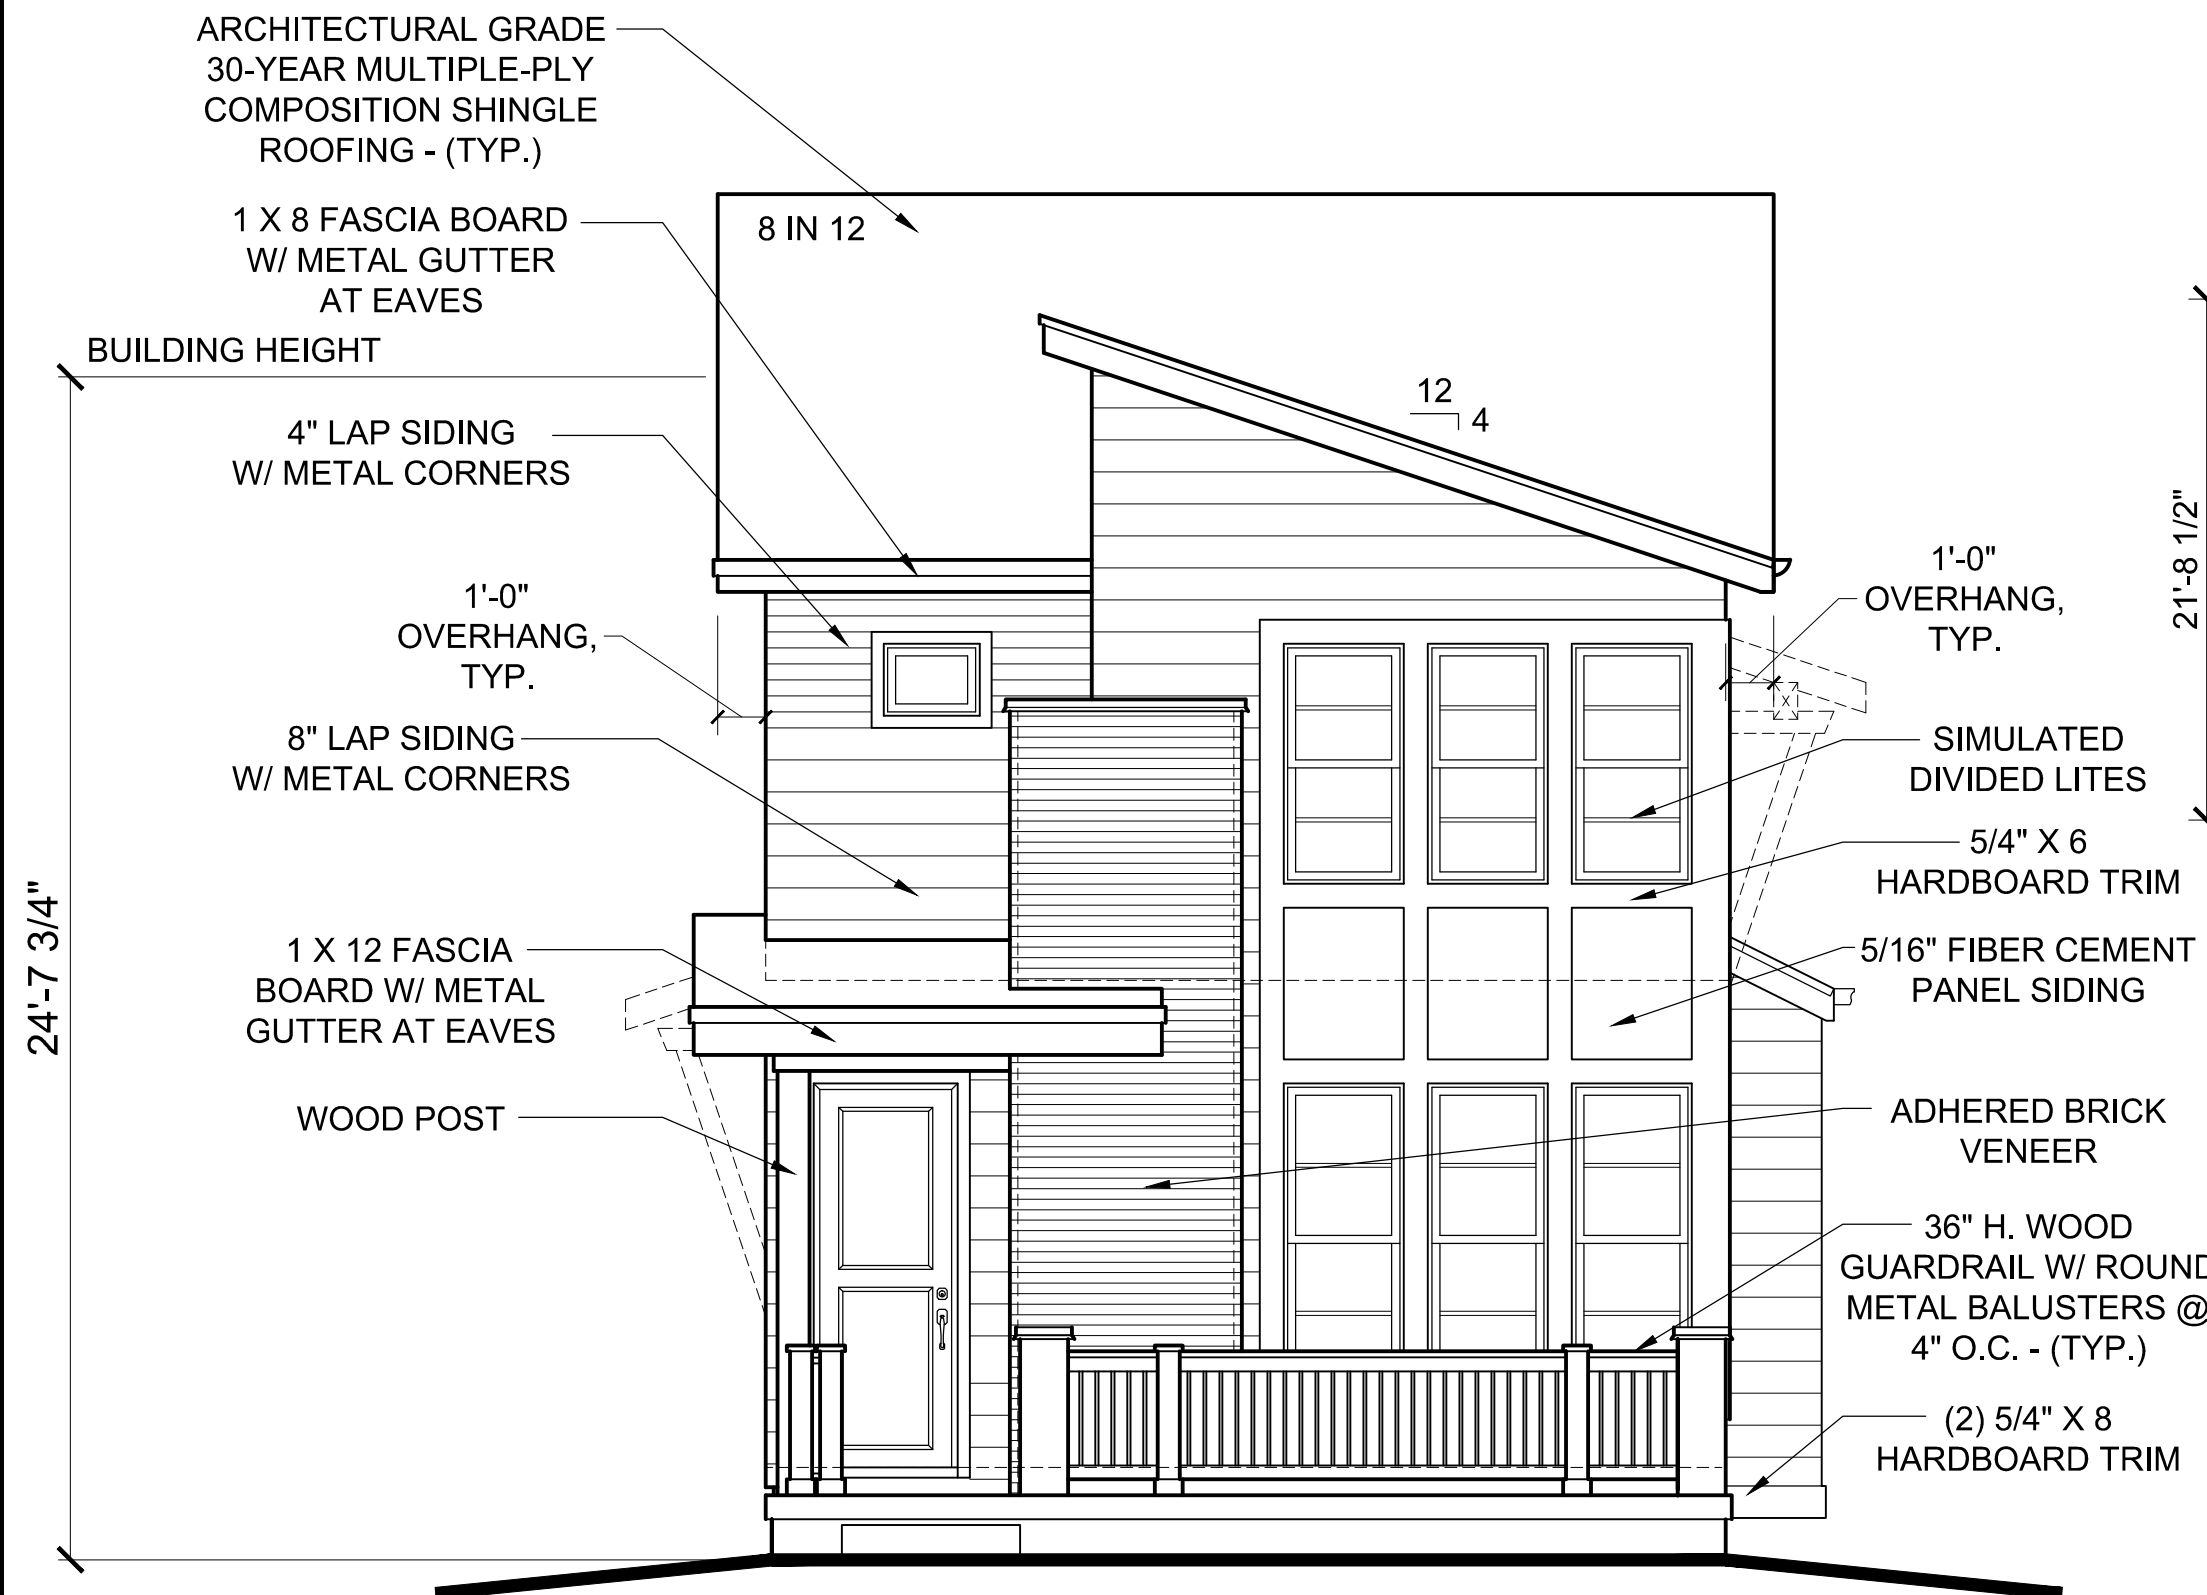 ARCHITECTURAL GRADE
30-YEAR MULTIPLE-PLY
COMPOSITION SHINGLE
ROOFING - (TYP.)
1 X 8 FASCIA BOARD
W/ METAL GUTTER
AT EAVES
8 IN 12
BUILDING HEIGHT
12
4
4" LAP SIDING
W/ METAL CORNERS
1'-0"
OVERHANG,
TYP.
8" LAP SIDING
W/ METAL CORNERS
24'-7 3/4"
1 X 12 FASCIA
BOARD W/ METAL
GUTTER AT EAVES
WOOD POST
21'-8 1/2"
1'-0"
OVERHANG,
TYP.
SIMULATED
DIVIDED LITES
5/4" X 6
HARDBOARD TRIM
5/16" FIBER CEMENT
PANEL SIDING
ADHERED BRICK
VENEER
36" H. WOOD
GUARDRAIL W/ ROUND
METAL BALUSTERS @
4" O.C. - (TYP.)
(2) 5/4" X 8
HARDBOARD TRIM